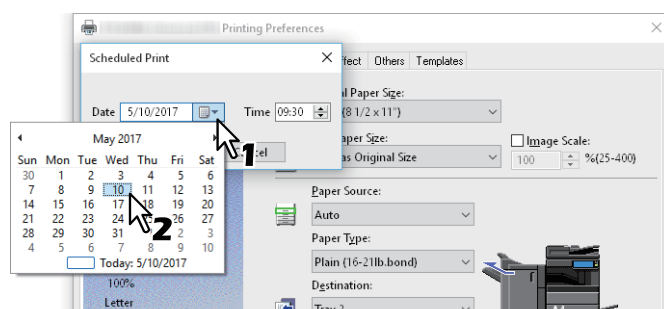 Printing Preferences
Scheduled Print
Others Templates
Date 5/10/2017 Time 09:30
Paper Size:
(8 1/2 x 11")
Size:
as Original Size
Image Scale:
100 %(25-400)
May 2017
Sun Mon Tue Wed Thu Fri Sat
30 1 2 3 4 5 6
7 8 9 10 11 12 13
14 15 16 17 18 19 20
21 22 23 24 25 26 27
28 29 30 31 2 3
4 5 6 7 8 9 10
Today: 5/10/2017
1
2
Paper Source:
Auto
Paper Type:
Plain (16-21lb.bond)
Destination:
100%
Letter